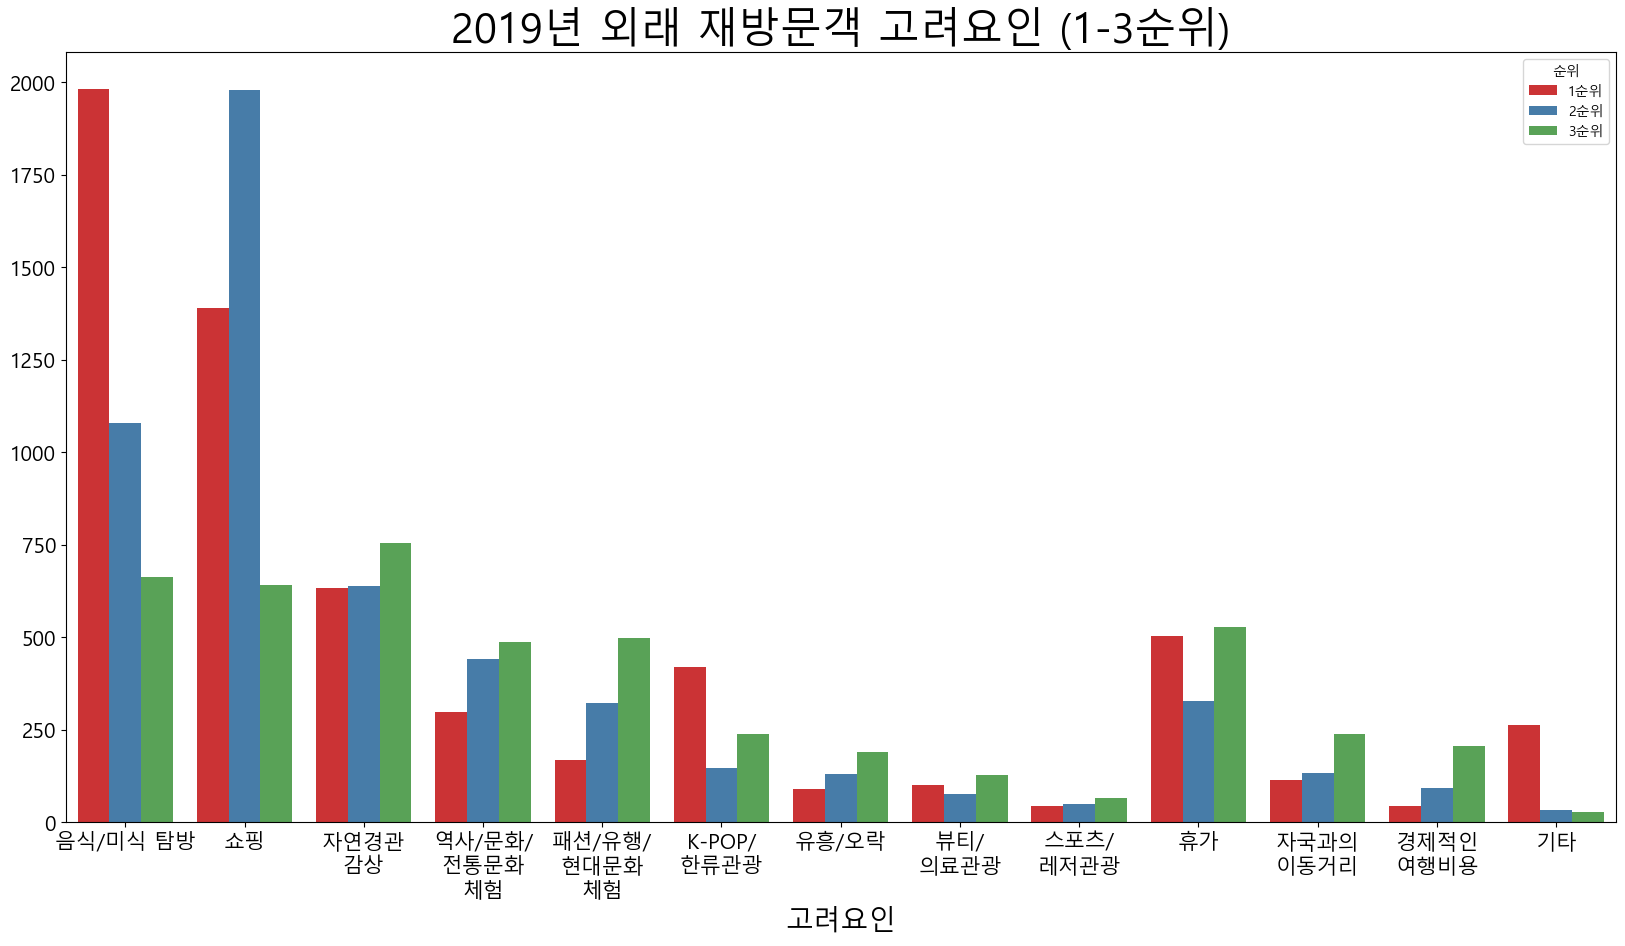 2019년 외래 재방문객 고려요인 (1-3순위)
순위
1순위
2순위
3순위
2000
1750
1500
1250
1000
750
500
250
0
음식/미식 탐방
쇼핑
자연경관
감상
역사/문화/
전통문화
체험
패션/유행/
현대문화
체험
K-POP/
한류관광
유흥/오락
뷰티/
의료관광
스포츠/
레저관광
휴가
자국과의
이동거리
경제적인
여행비용
기타
고려요인